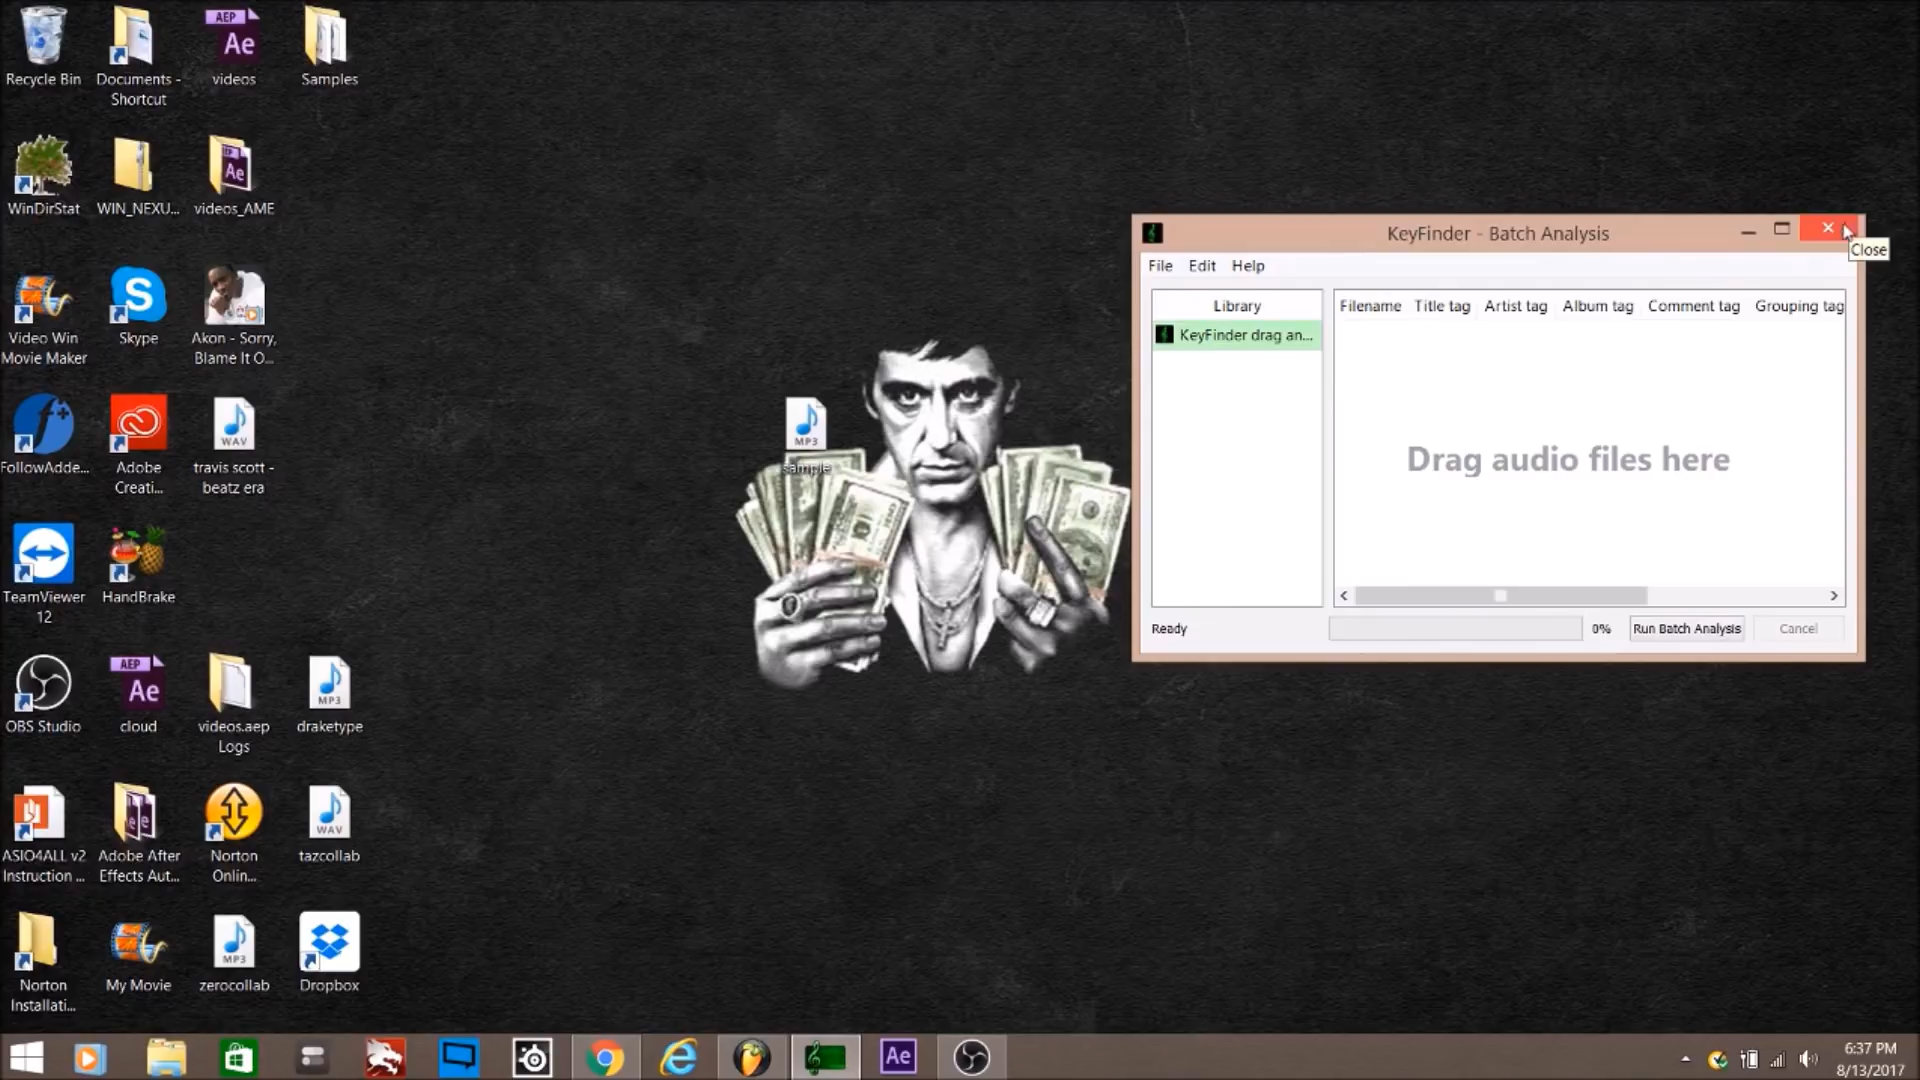 AEP
Ae
Recycle Bin
Documents -
Shortcut
videos
Samples
Ae
WinDirStat
WIN_NEXU...
videos_AME
S
Video Win
Movie Maker
Skype
Akon - Sorry,
Blame It O...
f+
WAV
FollowAdde...
Adobe
Creati...
travis scott -
beatz era
TeamViewer
12
HandBrake
AEP
Ae
MP3
OBS Studio
cloud
videos.aep
Logs
draketype
WAV
ASIO4ALL v2
Instruction ...
Adobe After
Effects Aut...
Norton
Onlin...
tazcollab
MP3
Norton
Installati...
My Movie
zerocollab
Dropbox
MP3
sample
KeyFinder - Batch Analysis
Close
File Edit Help
Library
KeyFinder drag an...
Filename Title tag Artist tag Album tag Comment tag Grouping tag
Drag audio files here
Ready
0%
Run Batch Analysis
Cancel
Ae
6:37 PM
8/13/2017